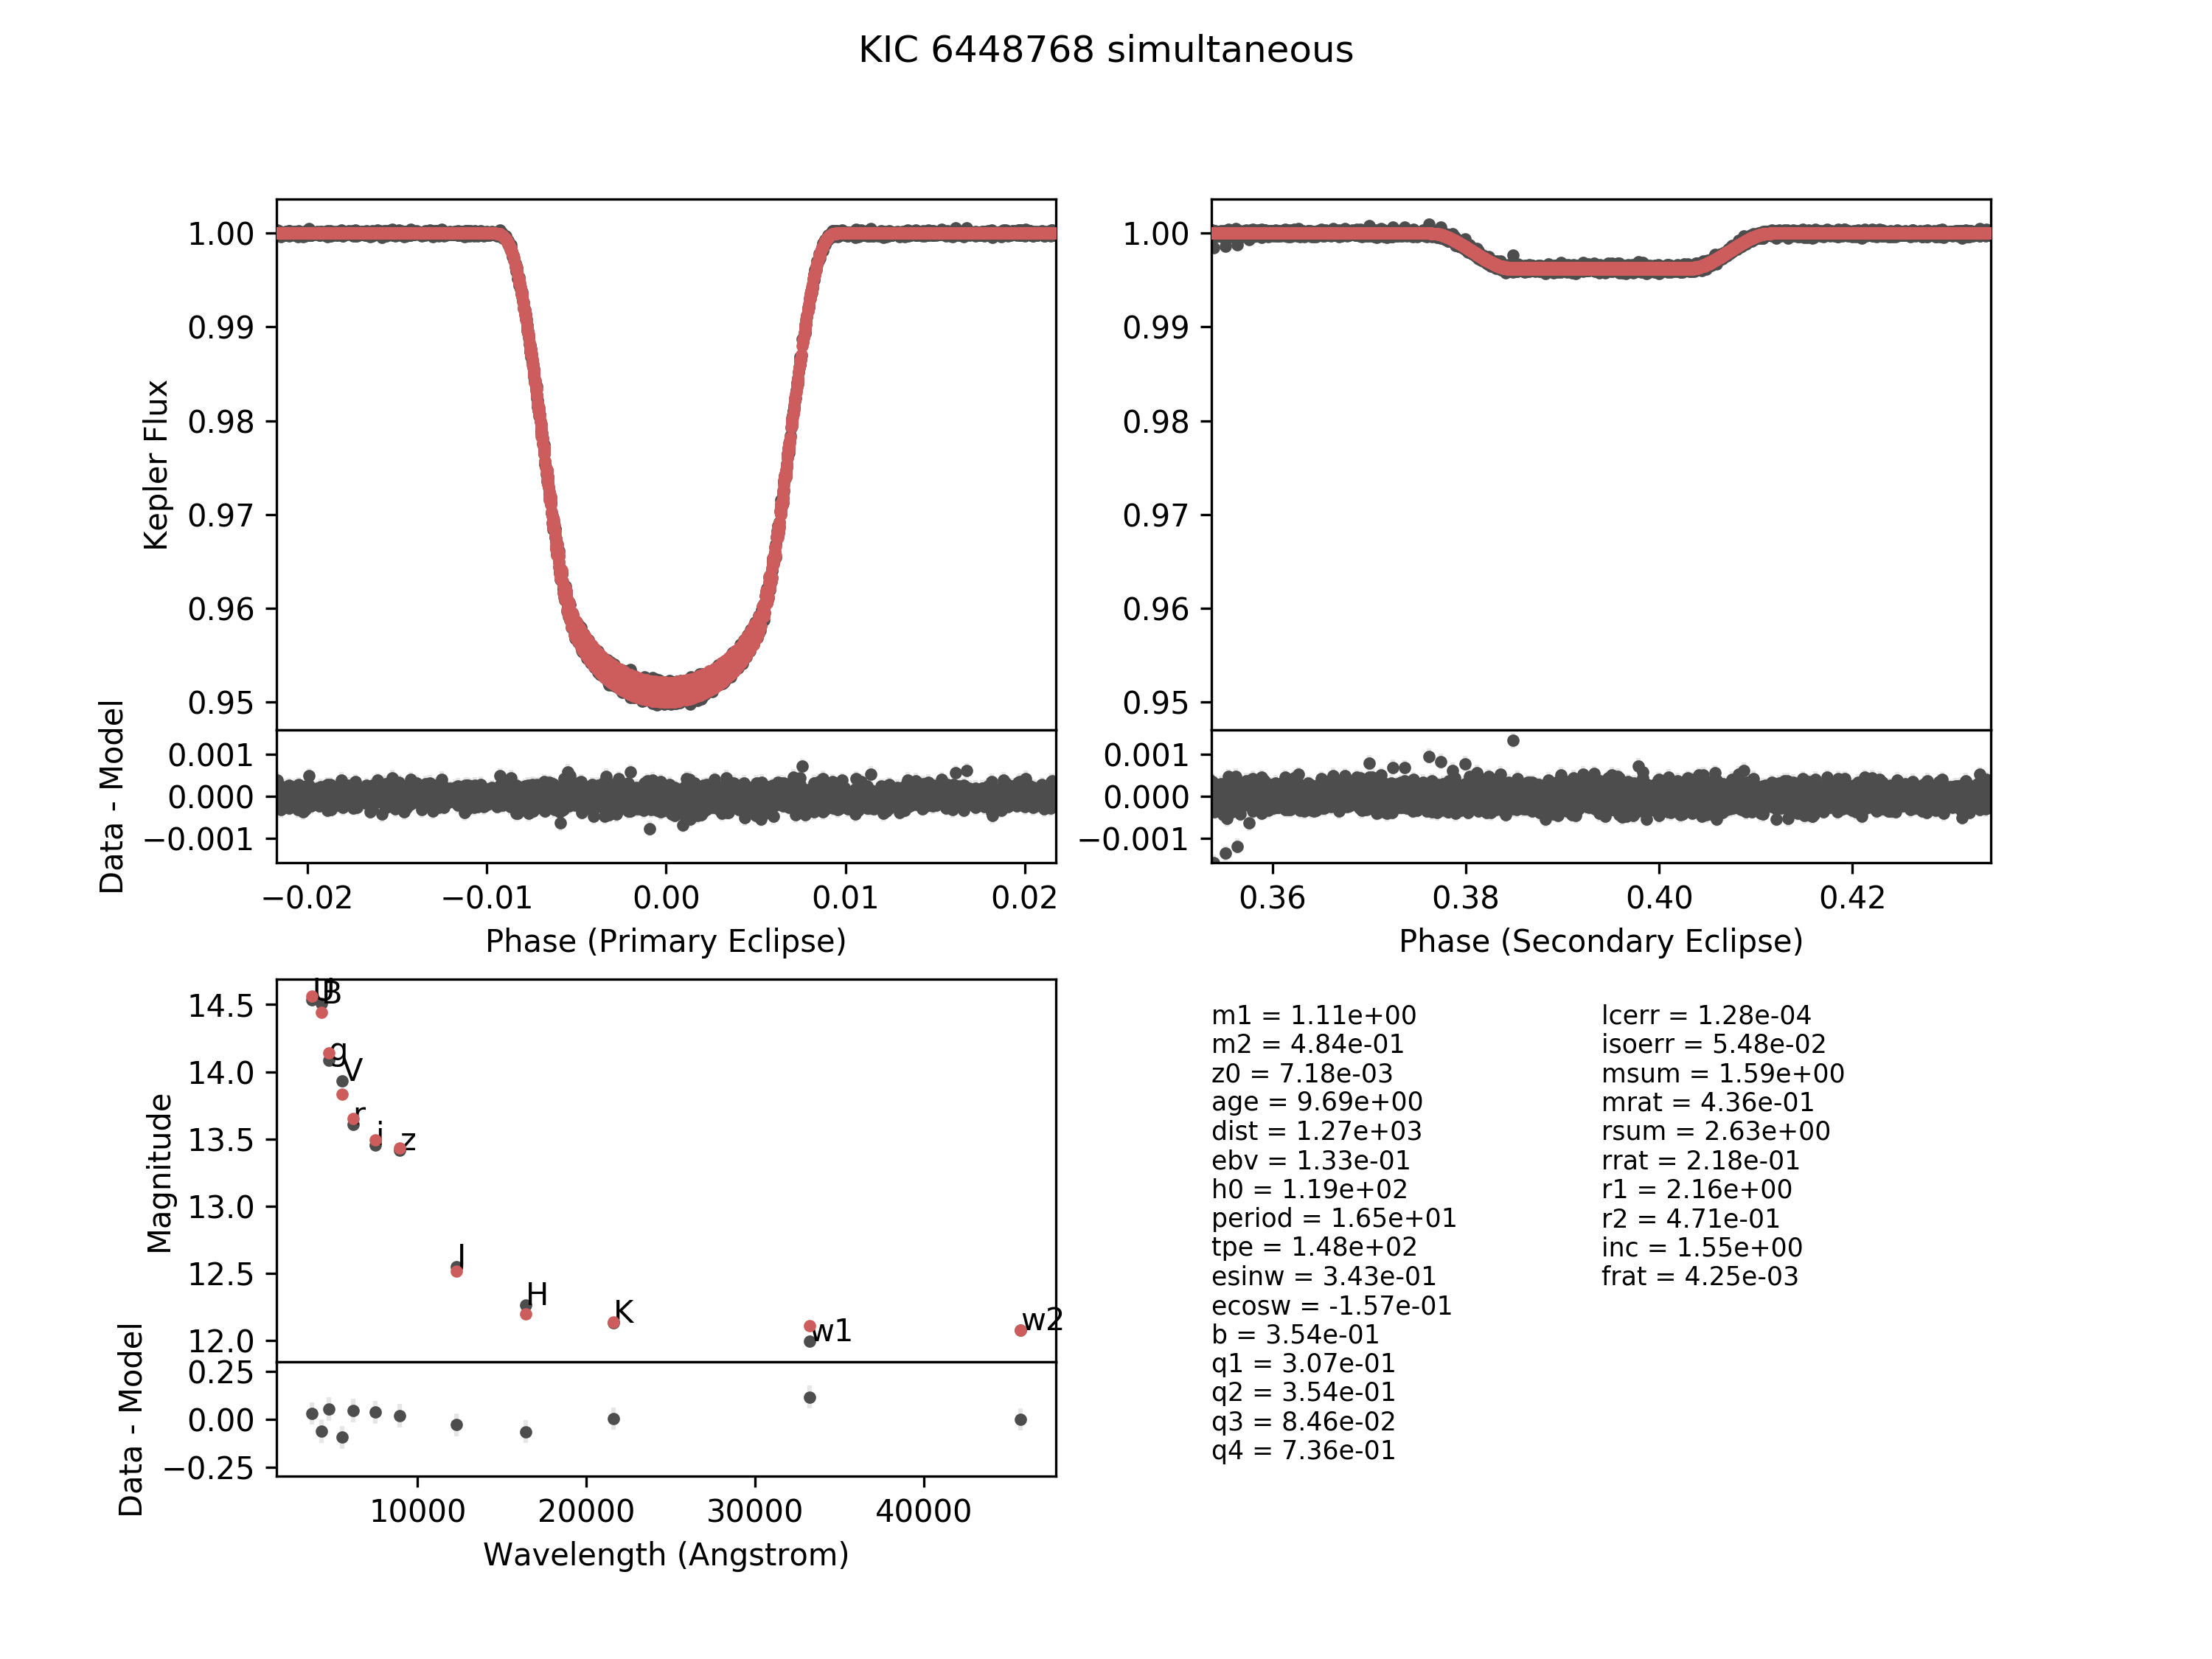 KIC 6448768 simultaneous
Kepler Flux
1.00
0.99
0.98
0.97
0.96
0.95
1.00
0.99
0.98
0.97
0.96
0.95
Data - Model
0.001
0.000
−0.001
0.001
0.000
−0.001
−0.02 −0.01 0.00 0.01 0.02
Phase (Primary Eclipse)
0.36 0.38 0.40 0.42
Phase (Secondary Eclipse)
Magnitude
14.5
14.0
13.5
13.0
12.5
12.0
U
B
g
V
r
i
z
J
H
K
w1
w2
Data - Model
0.25
0.00
−0.25
10000 20000 30000 40000
Wavelength (Angstrom)
m1 = 1.11e+00
m2 = 4.84e-01
z0 = 7.18e-03
age = 9.69e+00
dist = 1.27e+03
ebv = 1.33e-01
h0 = 1.19e+02
period = 1.65e+01
tpe = 1.48e+02
esinw = 3.43e-01
ecosw = -1.57e-01
b = 3.54e-01
q1 = 3.07e-01
q2 = 3.54e-01
q3 = 8.46e-02
q4 = 7.36e-01
lcerr = 1.28e-04
isoerr = 5.48e-02
msum = 1.59e+00
mrat = 4.36e-01
rsum = 2.63e+00
rrat = 2.18e-01
r1 = 2.16e+00
r2 = 4.71e-01
inc = 1.55e+00
frat = 4.25e-03